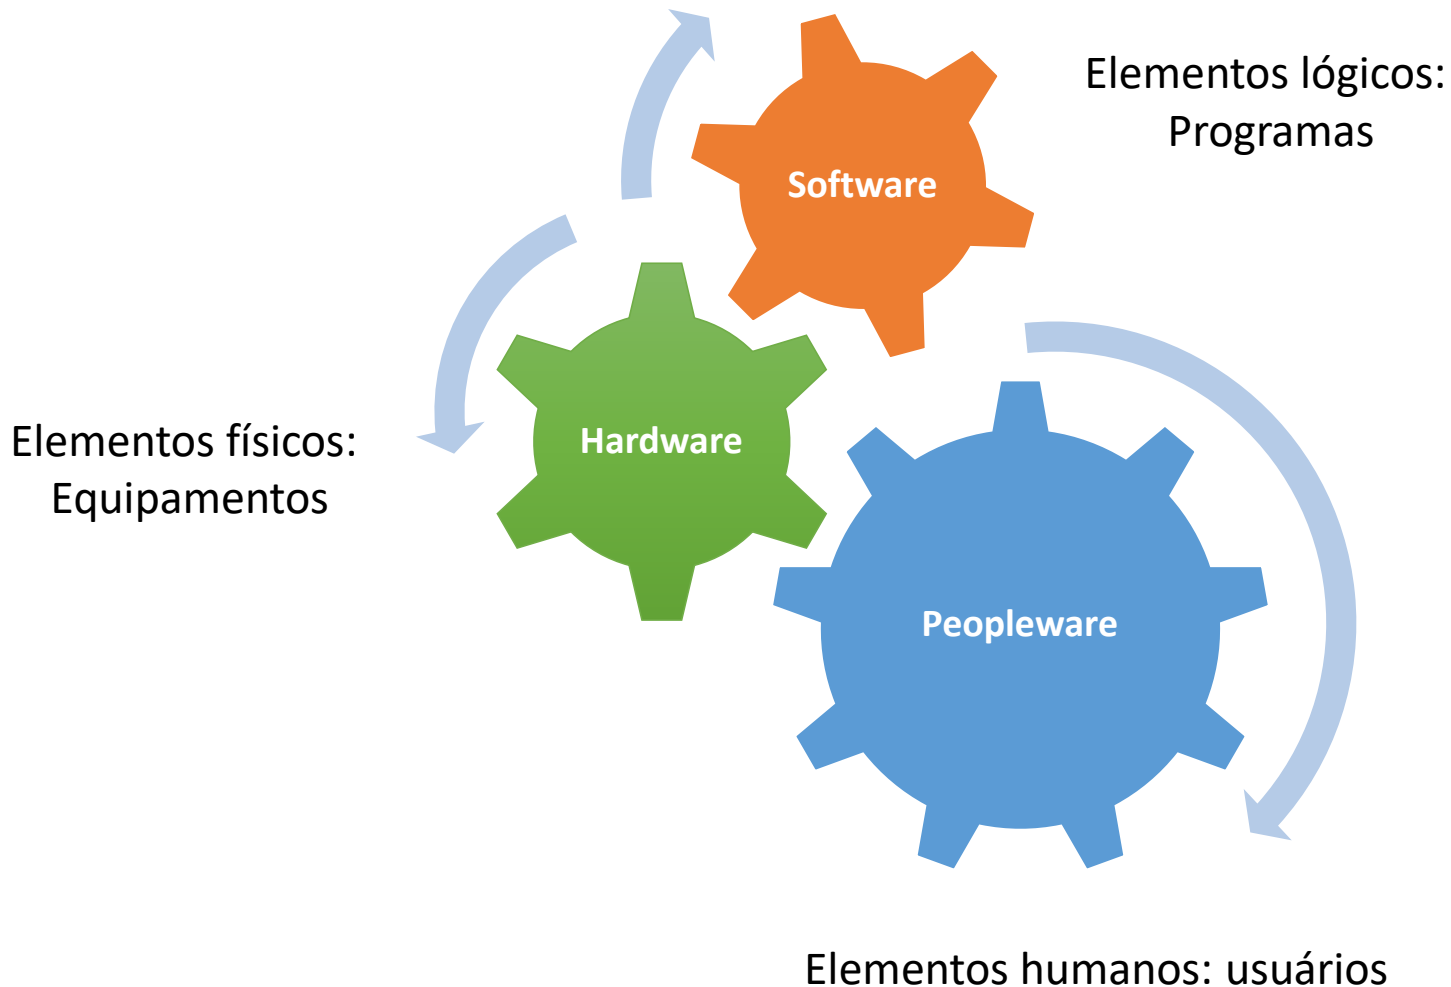 Elementos lógicos:
Programas
Software
Elementos físicos:
Equipamentos
Hardware
Peopleware
Elementos humanos: usuários